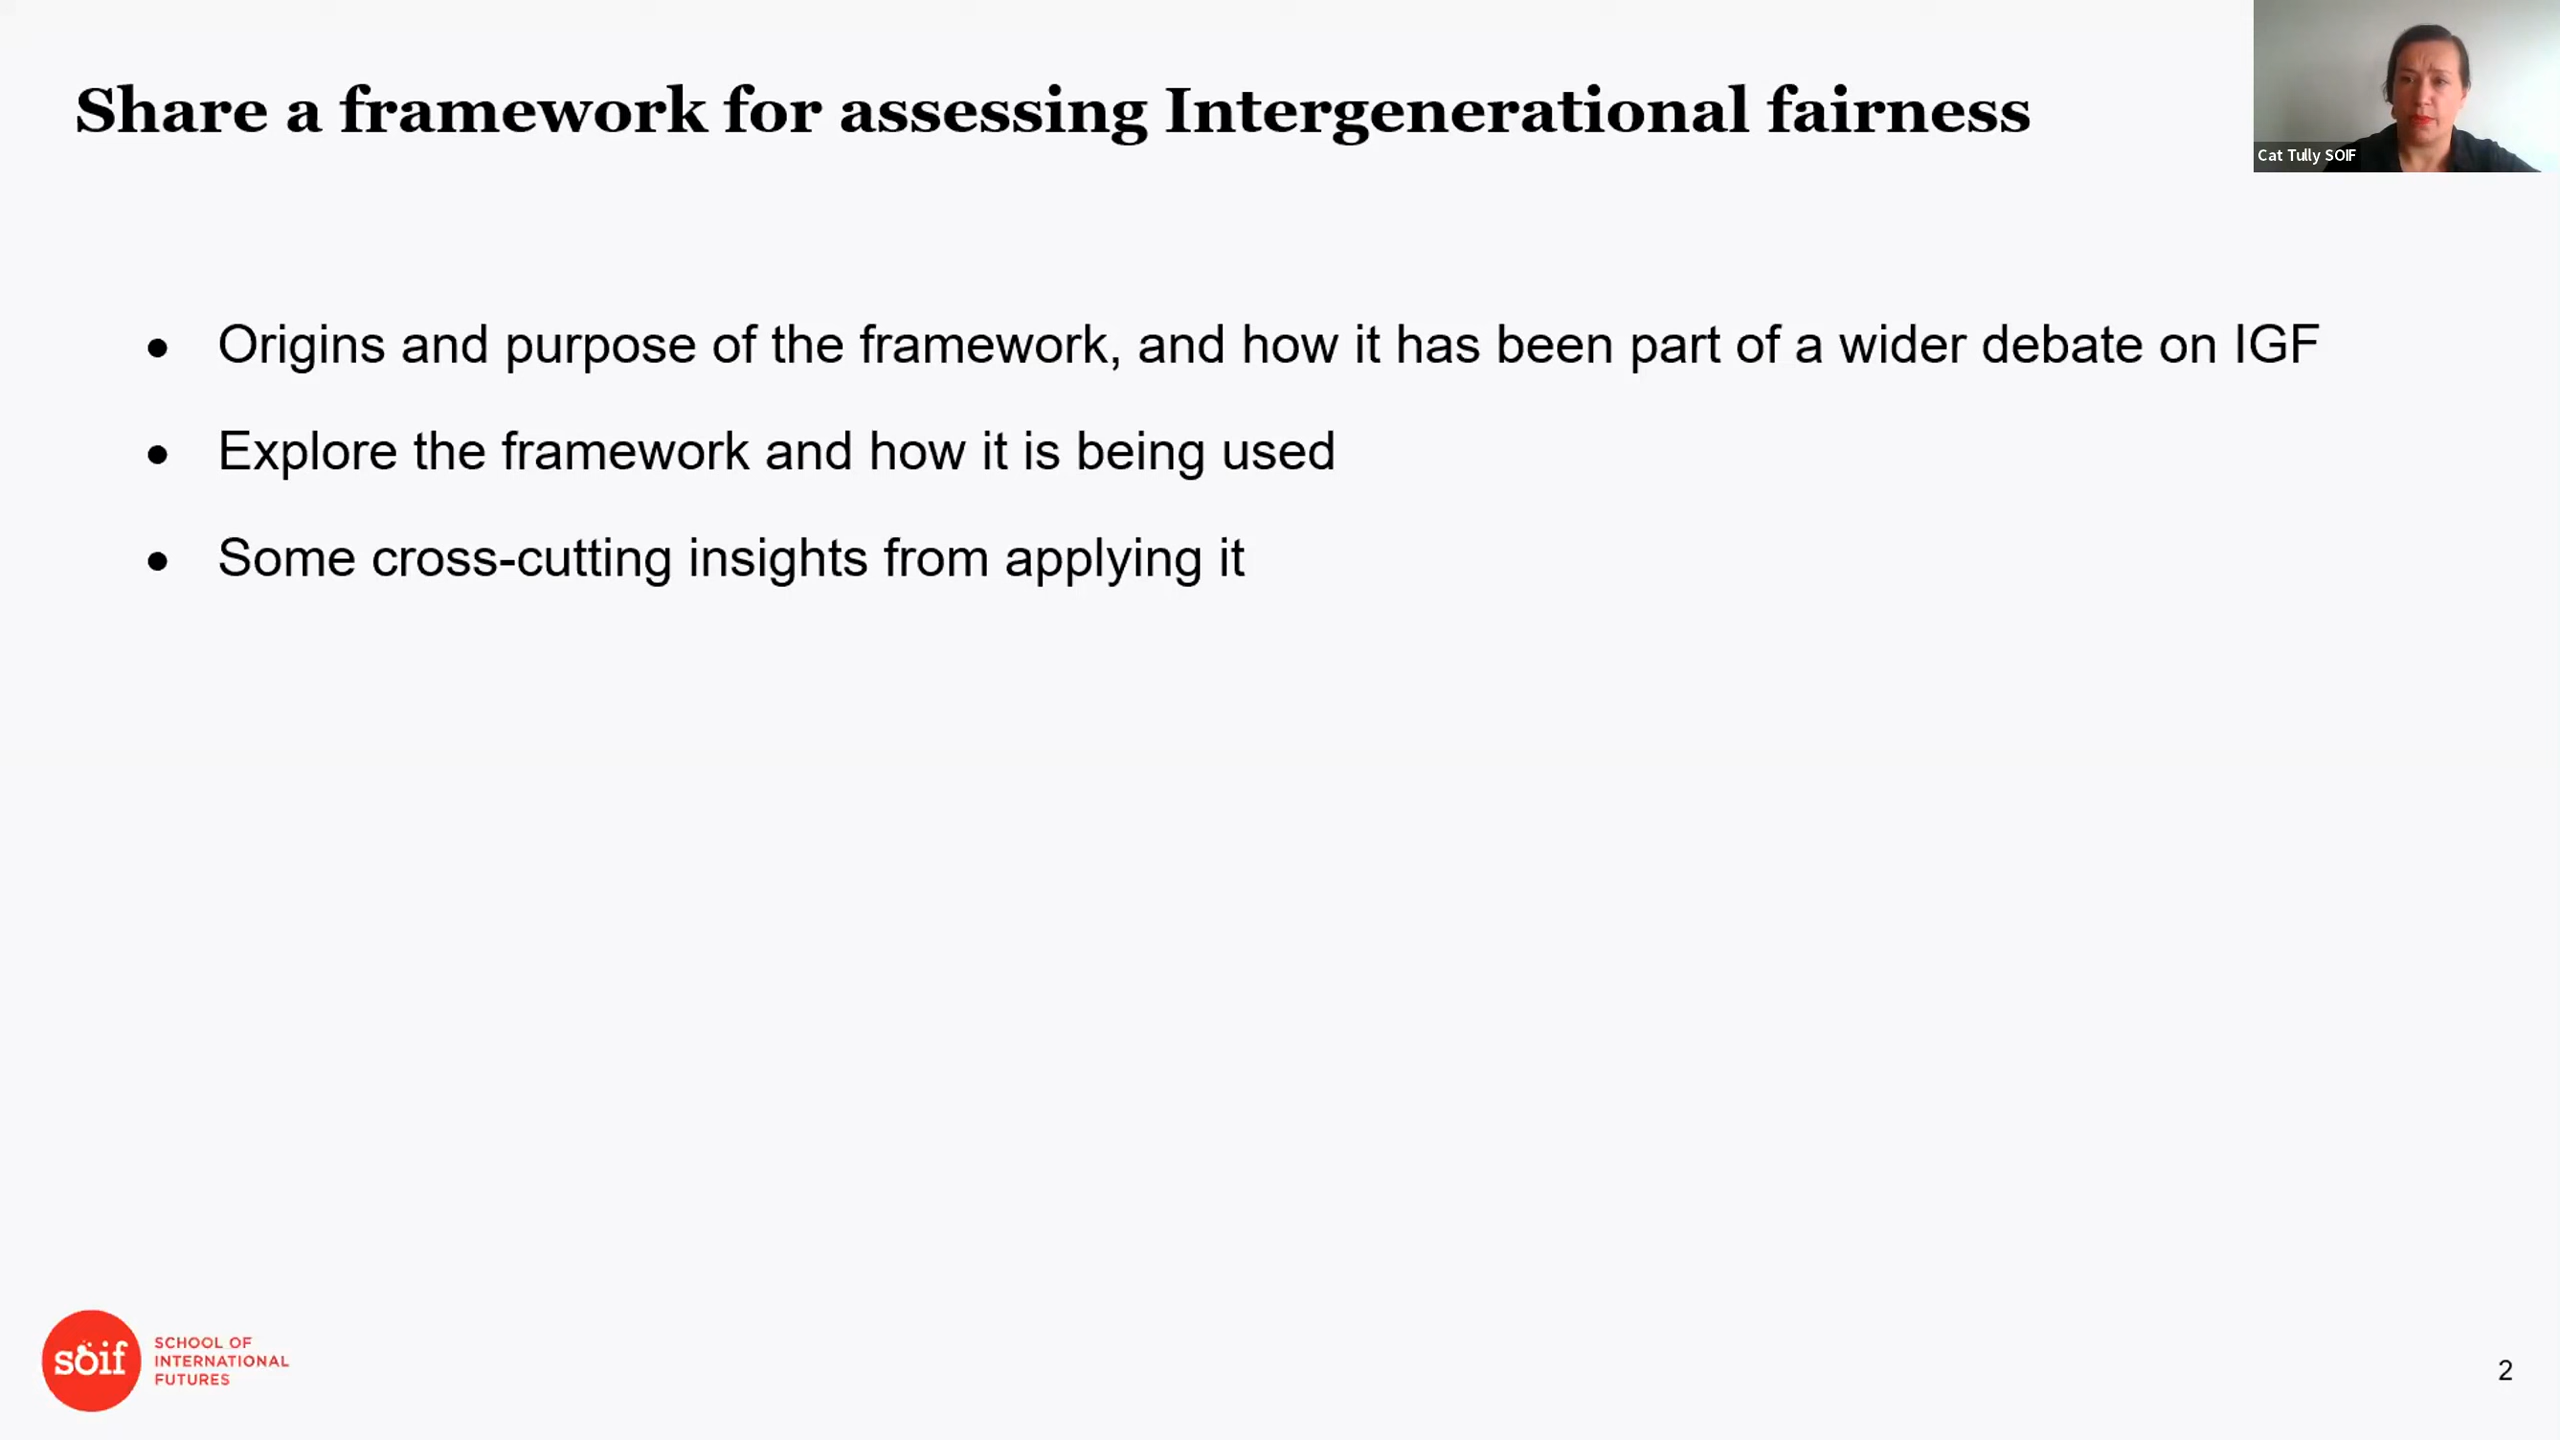 Share a framework for assessing Intergenerational fairness
Cat Tully SOIF
● Origins and purpose of the framework, and how it has been part of a wider debate on IGF
● Explore the framework and how it is being used
● Some cross-cutting insights from applying it
soif
SCHOOL OF
INTERNATIONAL
FUTURES
2